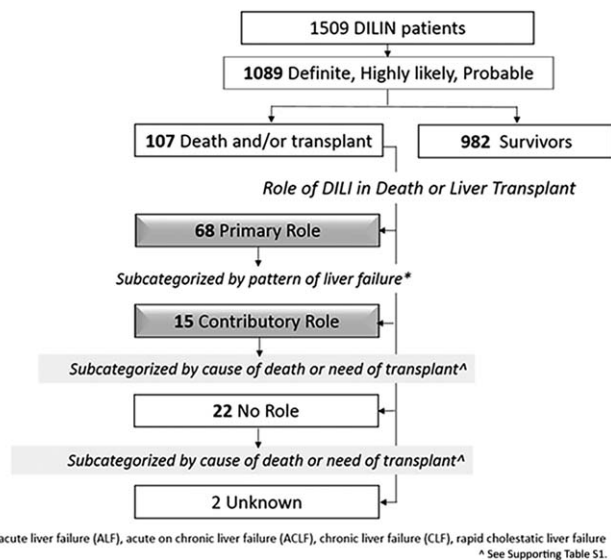 1509 DILIN patients
1089 Definite, Highly likely, Probable
107 Death and/or transplant
982 Survivors
Role of DILI in Death or Liver Transplant
68 Primary Role
Subcategorized by pattern of liver failure*
15 Contributory Role
Subcategorized by cause of death or need of transplant^
22 No Role
Subcategorized by cause of death or need of transplant^
2 Unknown
acute liver failure (ALF), acute on chronic liver failure (ACLF), chronic liver failure (CLF), rapid cholestatic liver failure
^ See Supporting Table S1.